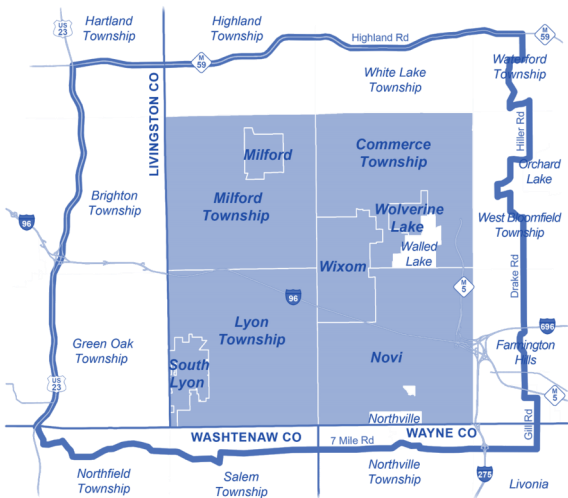 Hartland
Township
Highland
Township
US
23
Highland Rd
M
59
M
59
Waterford
Township
White Lake
Township
LIVINGSTON CO
Hiller Rd
Milford
Commerce
Township
Orchard
Lake
Brighton
Township
Milford
Township
Wolverine
Lake
West Bloomfield
Township
96
Walled
Lake
Wixom
Drake Rd
M
5
96
Lyon
Township
696
Green Oak
Township
Novi
Farmington
Hills
South
Lyon
US
23
M
5
Northville
Gill Rd
WASHTENAW CO
7 Mile Rd
WAYNE CO
Northfield
Township
Salem
Township
Northville
Township
275
Livonia